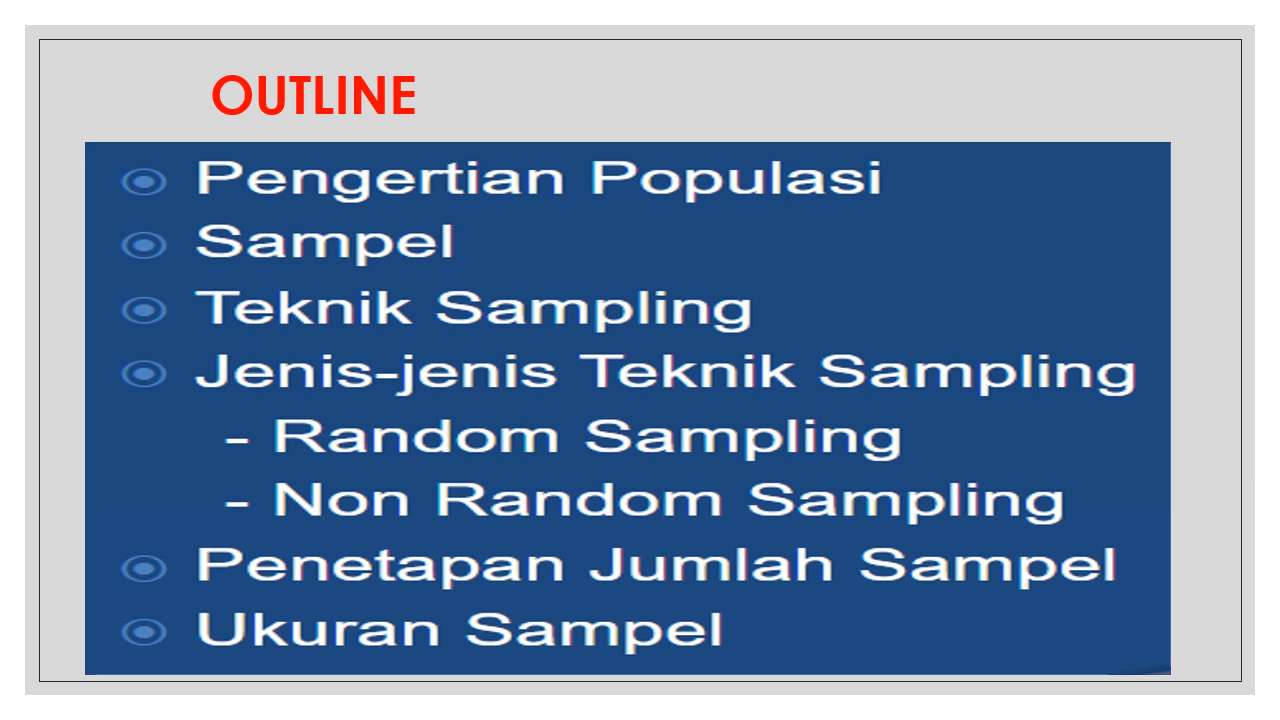 OUTLINE
Pengertian Populasi
Sampel
Teknik Sampling
Jenis-jenis Teknik Sampling
- Random Sampling
- Non Random Sampling
Penetapan Jumlah Sampel
Ukuran Sampel